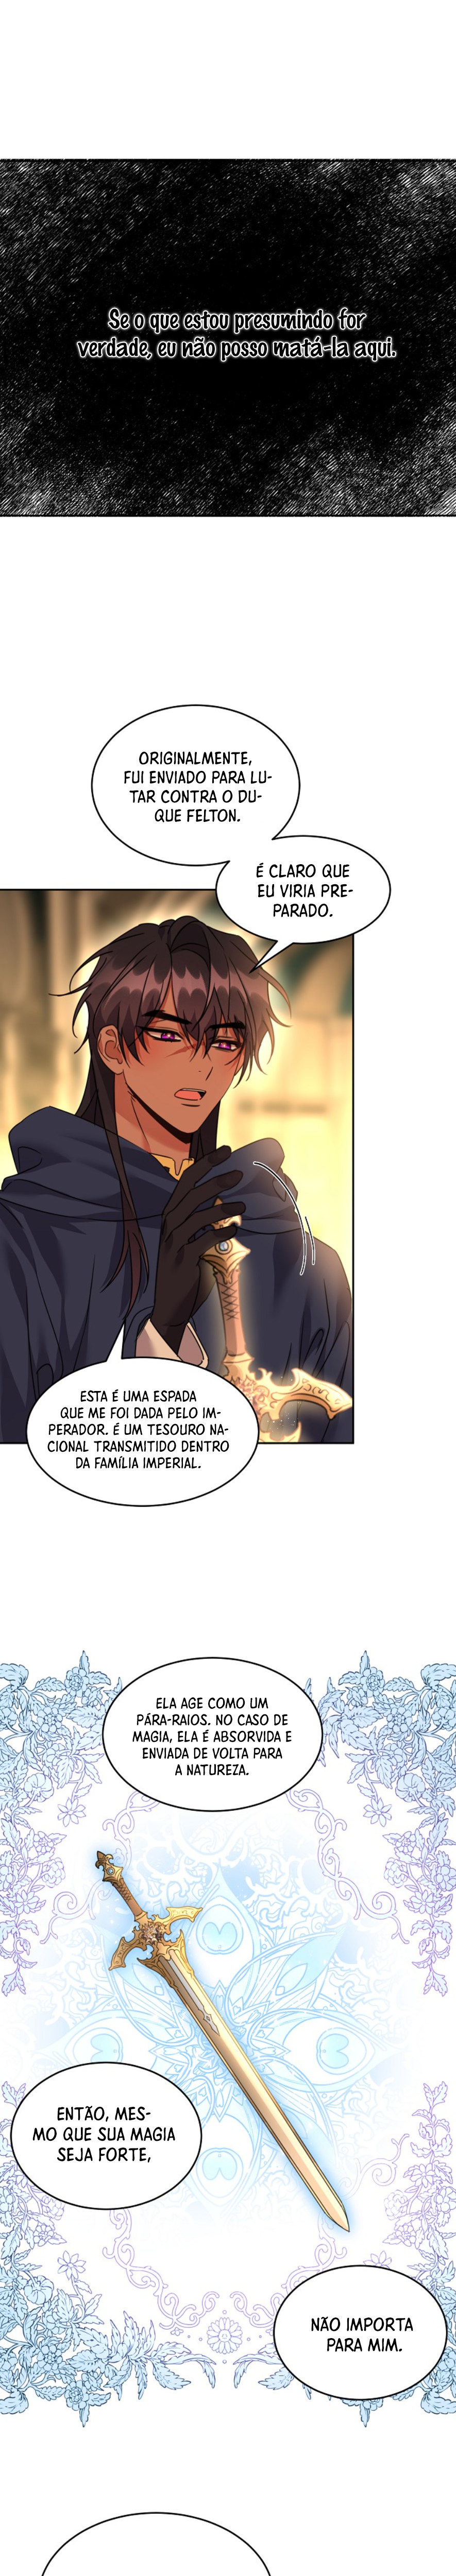 Se o que estou presumindo for
verdade, eu não posso matá-la aqui.
ORIGINALMENTE,
FUI ENVIADO PARA LU-
TAR CONTRA O DU-
QUE FELTON.
É CLARO QUE
EU VIRIA PRE-
PARADO.
ESTA É UMA ESPADA
QUE ME FOI DADA PELO IM-
PERADOR. É UM TESOURO NA-
CIONAL TRANSMITIDO DENTRO
DA FAMÍLIA IMPERIAL.
ELA AGE COMO UM
PÁRA-RAIOS. NO CASO DE
MAGIA, ELA É ABSORVIDA E
ENVIADA DE VOLTA PARA
A NATUREZA.
ENTÃO, MES-
MO QUE SUA MAGIA
SEJA FORTE,
NÃO IMPORTA
PARA MIM.